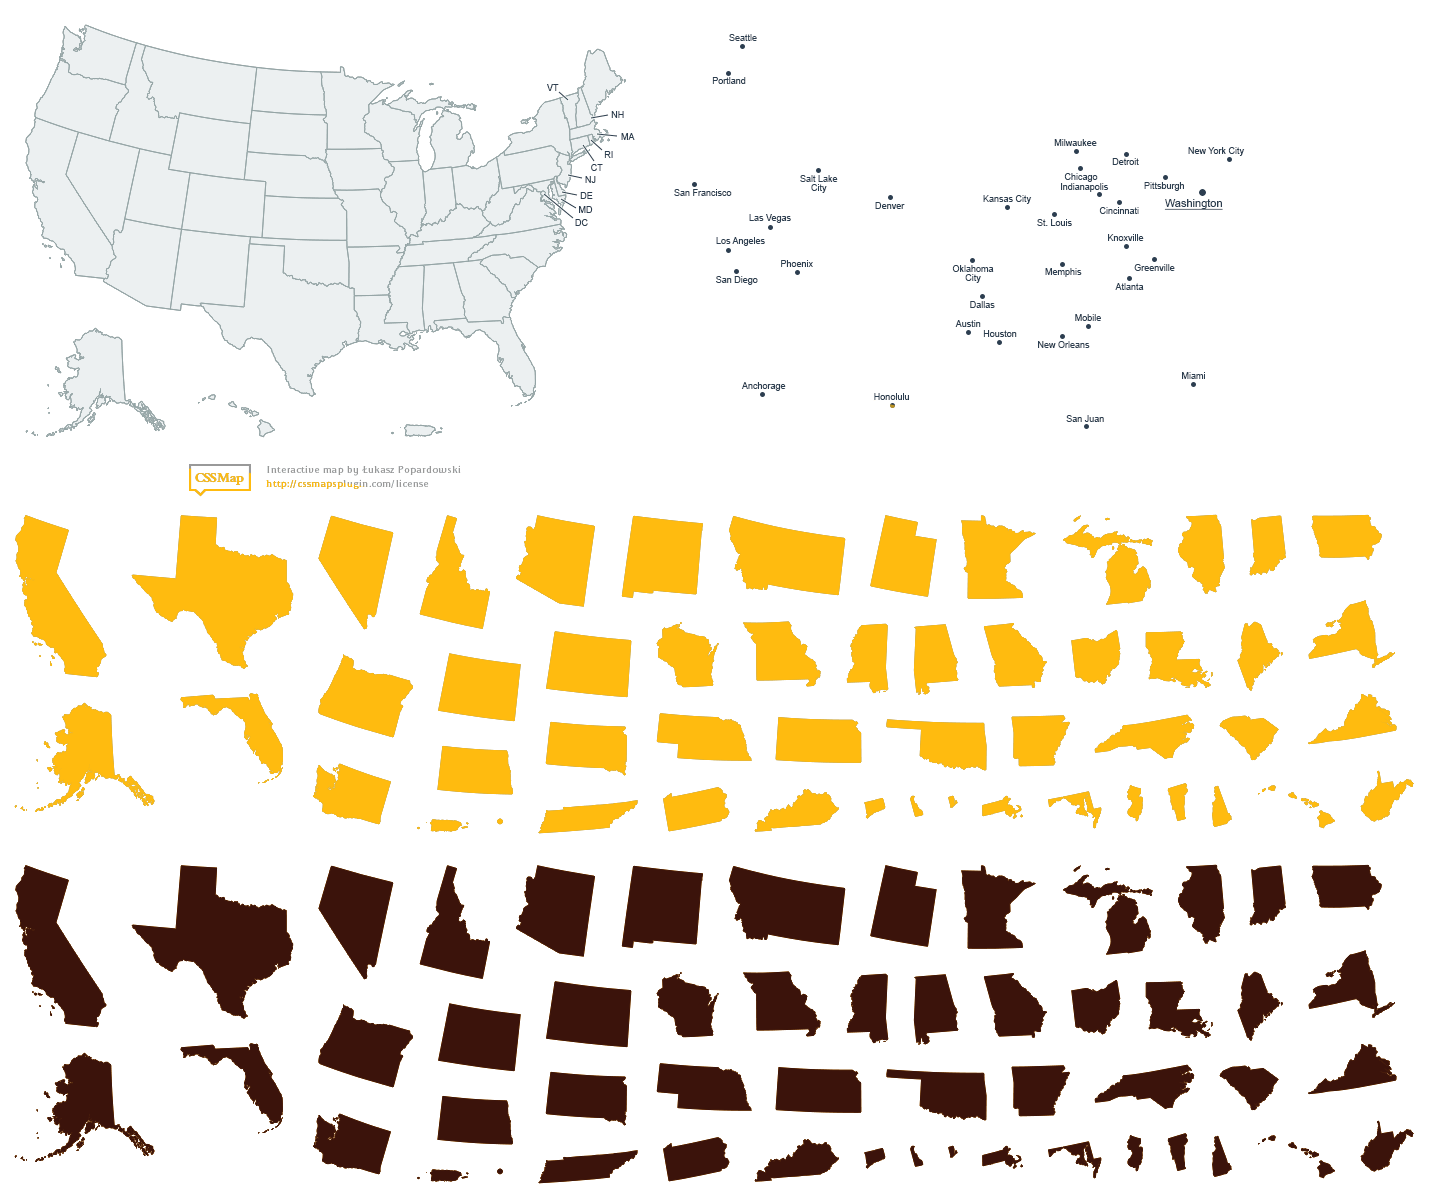 VT
NH
MA
RI
CT
NJ
DE
MD
DC
Seattle
Portland
Milwaukee
Detroit
New York City
Chicago
Salt Lake
City
Pittsburgh
San Francisco
Indianapolis
Denver
Kansas City
Cincinnati
Washington
Las Vegas
St. Louis
Los Angeles
Knoxville
Phoenix
Oklahoma
City
Memphis
Greenville
San Diego
Atlanta
Dallas
Austin
Houston
Mobile
New Orleans
Miami
Anchorage
Honolulu
San Juan
CSSMap
Interactive map by Łukasz Popardowski
http://cssmapsplugin.com/license